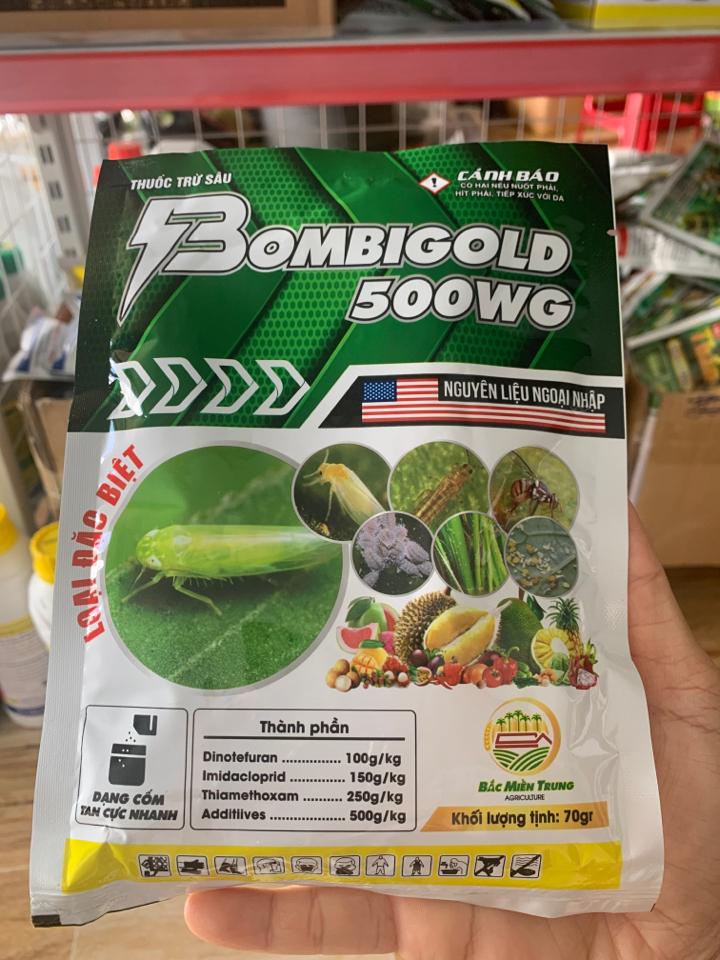 THUỐC TRỪ SÂU
CẢNH BÁO
CÓ HẠI NẾU NUỐT PHẢI,
HÍT PHẢI, TIẾP XÚC VỚI DA
BOMBIGOLD
500WG
NGUYÊN LIỆU NGOẠI NHẬP
LOẠI ĐẶC BIỆT
DẠNG CỐM
TAN CỰC NHANH
Thành phần
Dinotefuran ............... 100g/kg
Imidacloprid .............. 150g/kg
Thiamethoxam .......... 250g/kg
Additiives ................... 500g/kg
BẮC MIỀN TRUNG
AGRICULTURE
Khối lượng tịnh: 70gr